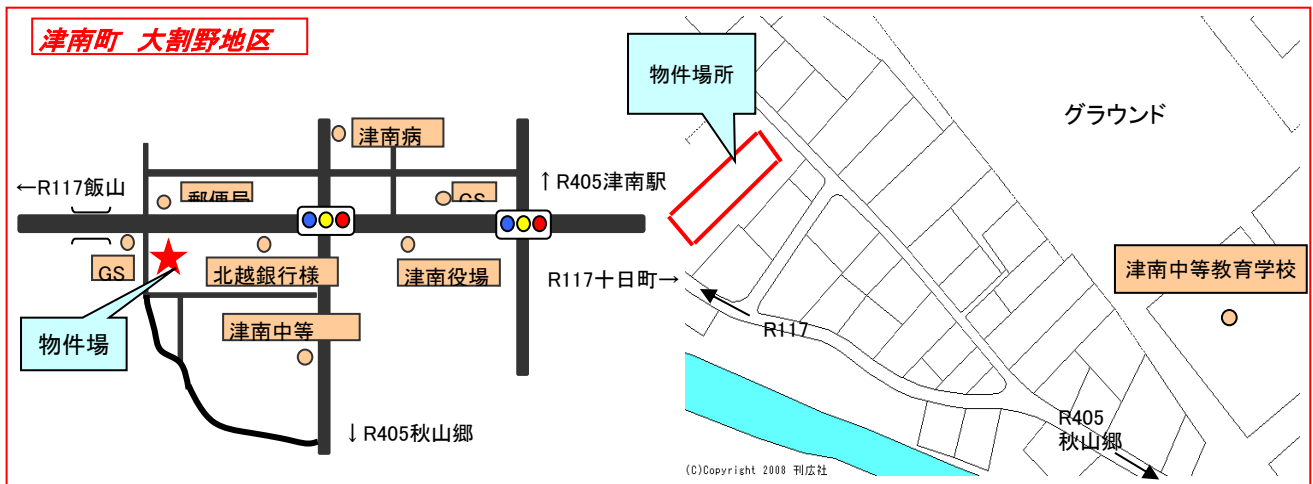 津南町 大割野地区
津南病
←R117飯山
郵便局
GS
↑R405津南駅
GS
北越銀行様
津南役場
R117十日町→
物件場
津南中等
↓R405秋山郷
物件場所
グラウンド
津南中等教育学校
R117
R405
秋山郷
(C)Copyright 2008 刊広社